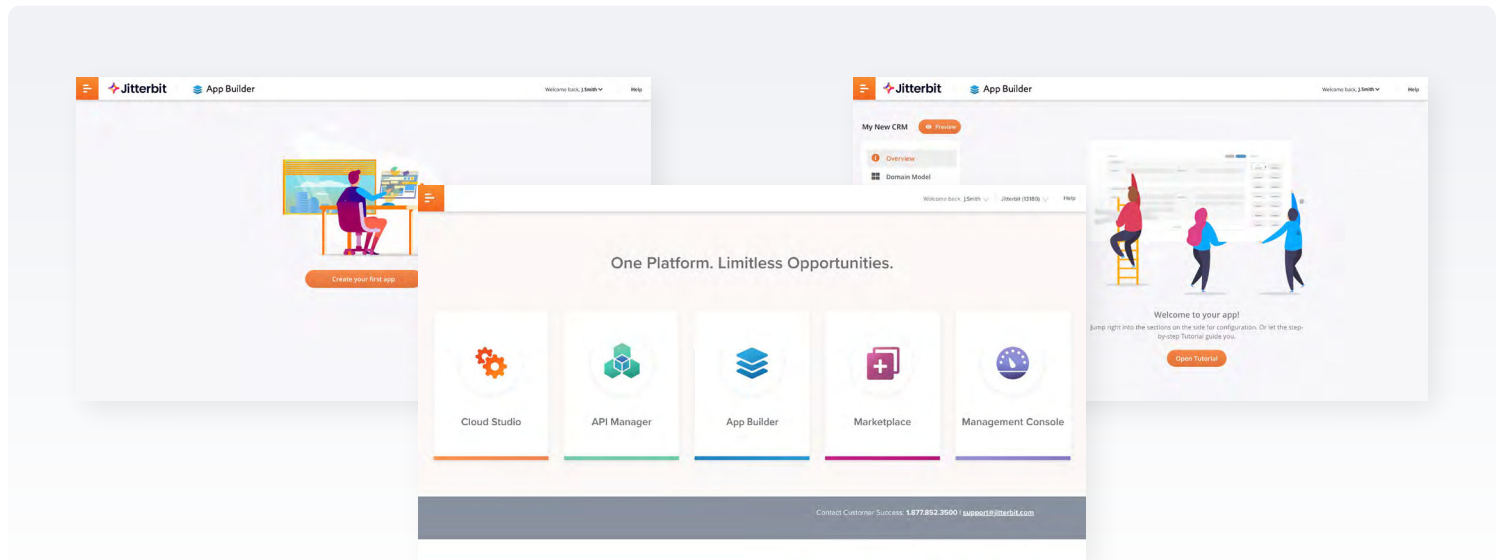 Jitterbit App Builder Welcome back, J.Smith Help
Create your first app
Jitterbit App Builder Welcome back, J.Smith Help
My New CRM Preview
Overview
Domain Model
Welcome to your app!
Jump right into the sections on the side for configuration. Or let the step-
by-step Tutorial guide you.
Open Tutorial
Welcome back, J.Smith Jitterbit (13180) Help
One Platform. Limitless Opportunities.
Cloud Studio
API Manager
App Builder
Marketplace
Management Console
Contact Customer Success: 1.877.852.3500 | support@jitterbit.com